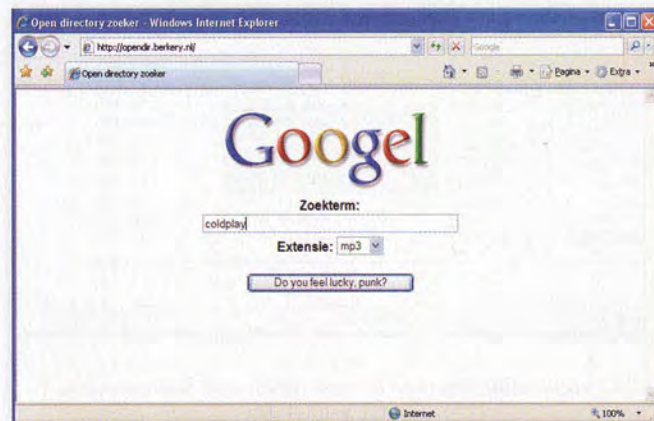 Open directory zoeker - Windows Internet Explorer
http://opendir.berkery.nl/
Google
Open directory zoeker
Pagina
Extra
Googel
Zoekterm:
coldplay
Extensie: mp3
Do you feel lucky, punk?
Internet
100%